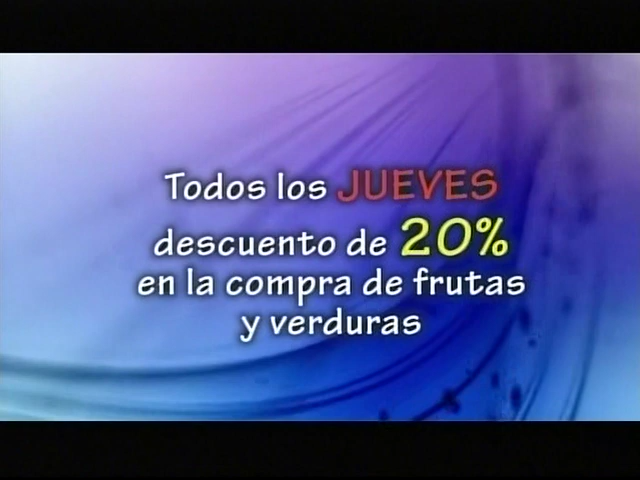 Todos los JUEVES
descuento de 20%
en la compra de frutas
y verduras